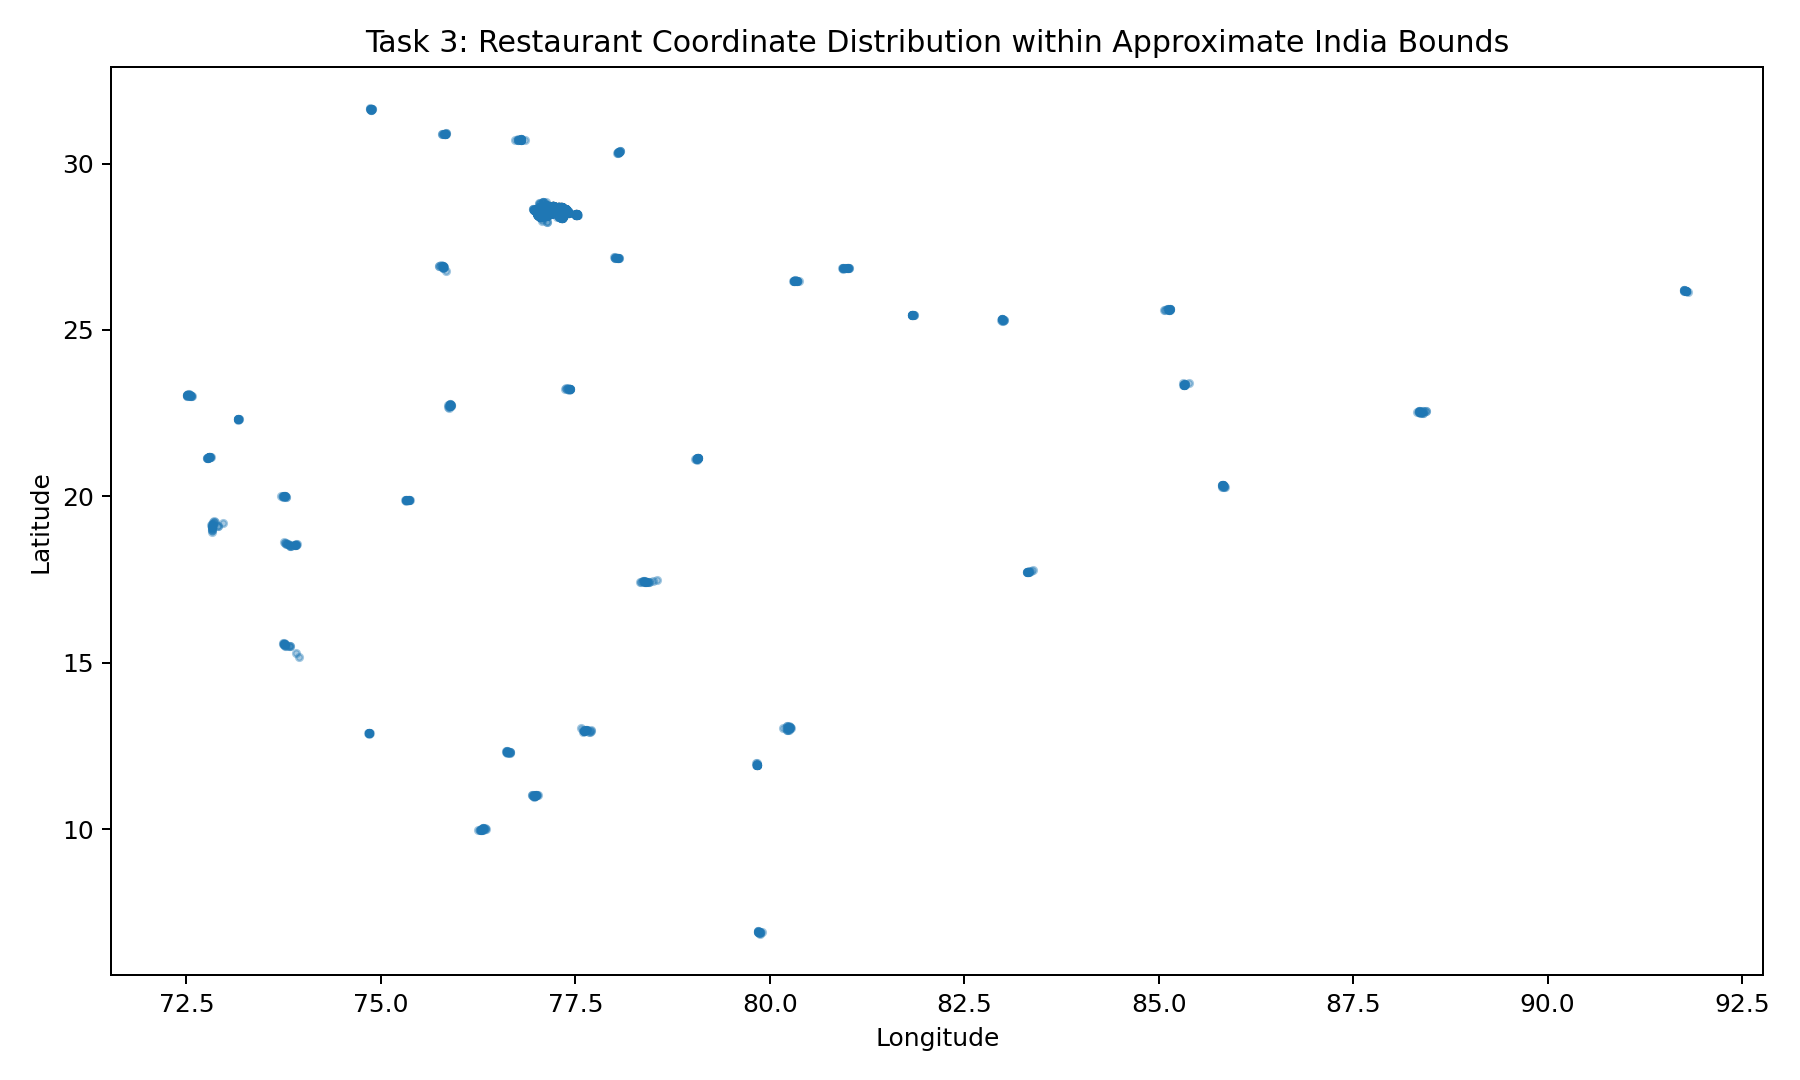 Task 3: Restaurant Coordinate Distribution within Approximate India Bounds
Latitude
30
25
20
15
10
72.5 75.0 77.5 80.0 82.5 85.0 87.5 90.0 92.5
Longitude